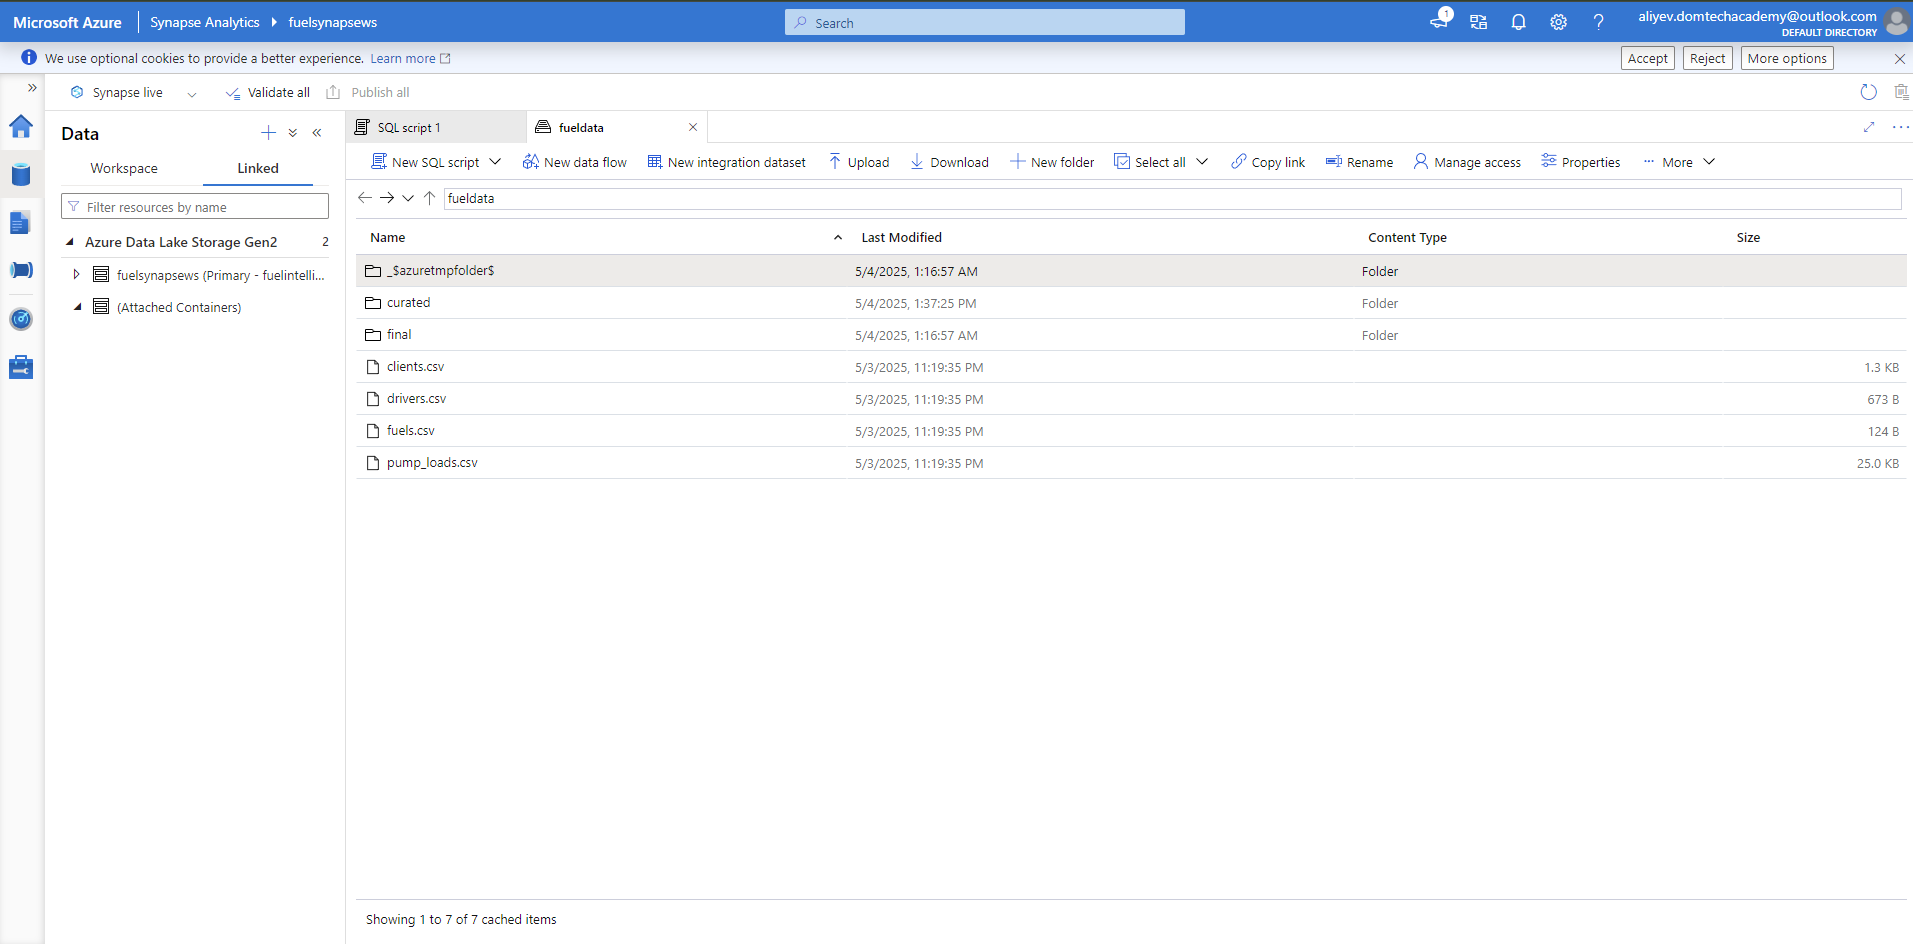 Microsoft Azure Synapse Analytics fuelsynapsews Search 1 aliyev.domtechacademy@outlook.com
DEFAULT DIRECTORY
We use optional cookies to provide a better experience. Learn more Accept Reject More options
Synapse live Validate all Publish all
Data
SQL script 1 fueldata
Workspace Linked
New SQL script New data flow New integration dataset Upload Download New folder Select all Copy link Rename Manage access Properties More
Filter resources by name
fueldata
Azure Data Lake Storage Gen2 2
fuelsynapsews (Primary - fuelintelli...
(Attached Containers)
Name Last Modified Content Type Size
_$azuretmpfolder$ 5/4/2025, 1:16:57 AM Folder
curated 5/4/2025, 1:37:25 PM Folder
final 5/4/2025, 1:16:57 AM Folder
clients.csv 5/3/2025, 11:19:35 PM 1.3 KB
drivers.csv 5/3/2025, 11:19:35 PM 673 B
fuels.csv 5/3/2025, 11:19:35 PM 124 B
pump_loads.csv 5/3/2025, 11:19:35 PM 25.0 KB
Showing 1 to 7 of 7 cached items